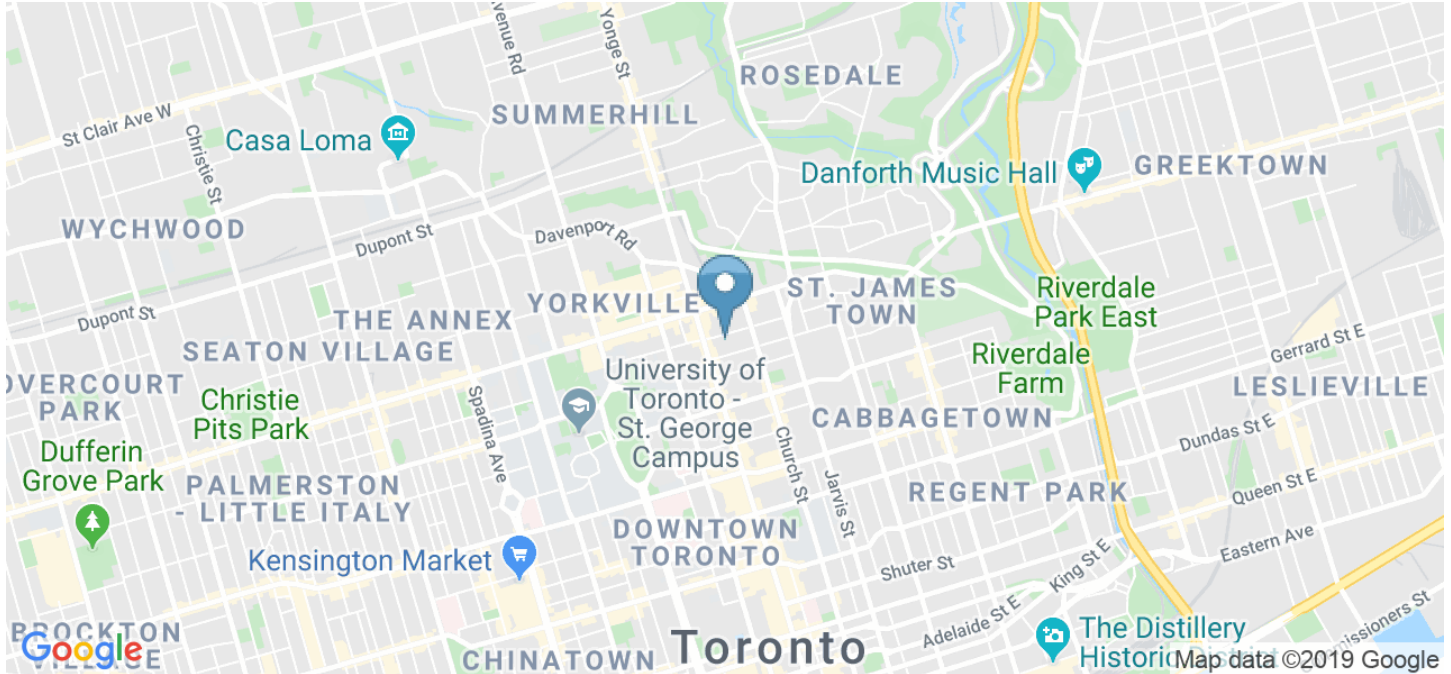 Avenue Rd
Yonge St
ROSEDALE
SUMMERHILL
St Clair Ave W
Christie St
Casa Loma
Danforth Music Hall
GREEKTOWN
WYCHWOOD
Dupont St
Davenport Rd
YORKVILLE
ST. JAMES
TOWN
Riverdale
Park East
Dupont St
THE ANNEX
SEATON VILLAGE
University of
Toronto -
St. George
Campus
Riverdale
Farm
Gerrard St E
LESLIEVILLE
OVERCOURT
PARK
Christie
Pits Park
Spadina Ave
CABBAGETOWN
Church St
Dundas St E
Dufferin
Grove Park
PALMERSTON
- LITTLE ITALY
Jarvis St
REGENT PARK
Queen St E
DOWNTOWN
TORONTO
Kensington Market
Shuter St
King St E
Eastern Ave
Adelaide St E
BROCKTON
VILLAGE
Google
CHINATOWN
Toronto
The Distillery
Historic District
missioners St
Map data ©2019 Google